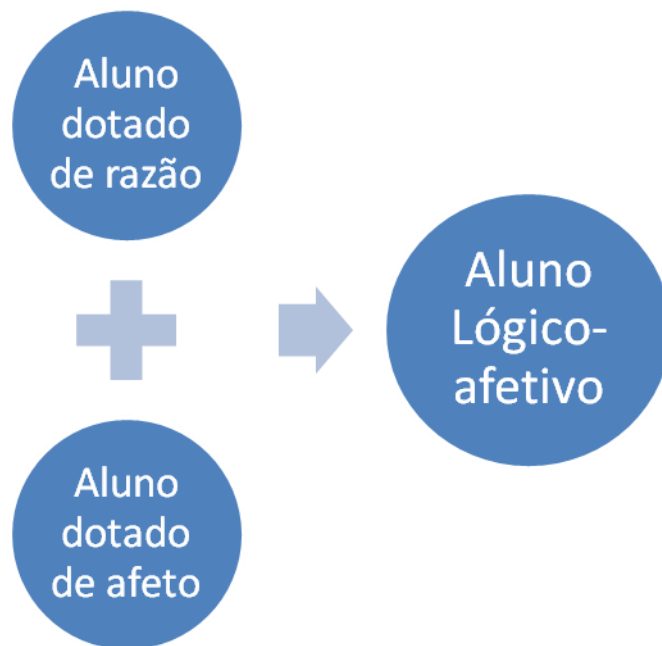 Aluno
dotado
de razão
Aluno
dotado
de afeto
Aluno
Lógico-
afetivo